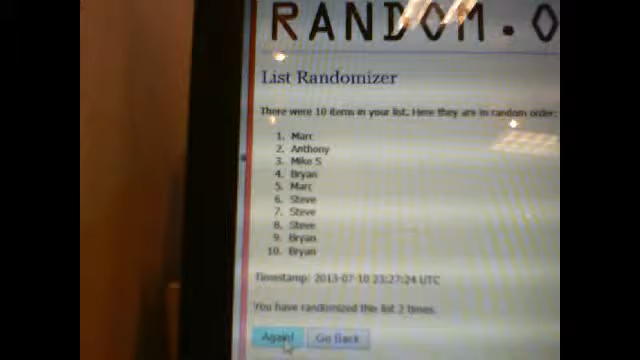 RANDOM.O
List Randomizer
There were 10 items in your list. Here they are in random order:
1. Marc
2. Anthony
3. Mike S
4. Bryan
5. Marc
6. Steve
7. Steve
8. Steve
9. Bryan
10. Bryan
Timestamp: 2013-07-10 23:27:24 UTC
You have randomized this list 2 times.
Again! Go Back